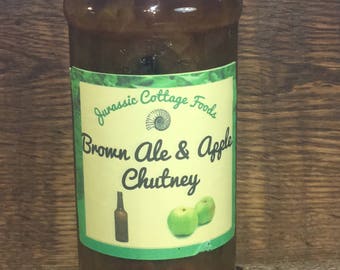 Jurassic Cottage Foods
Brown Ale & Apple
Chutney